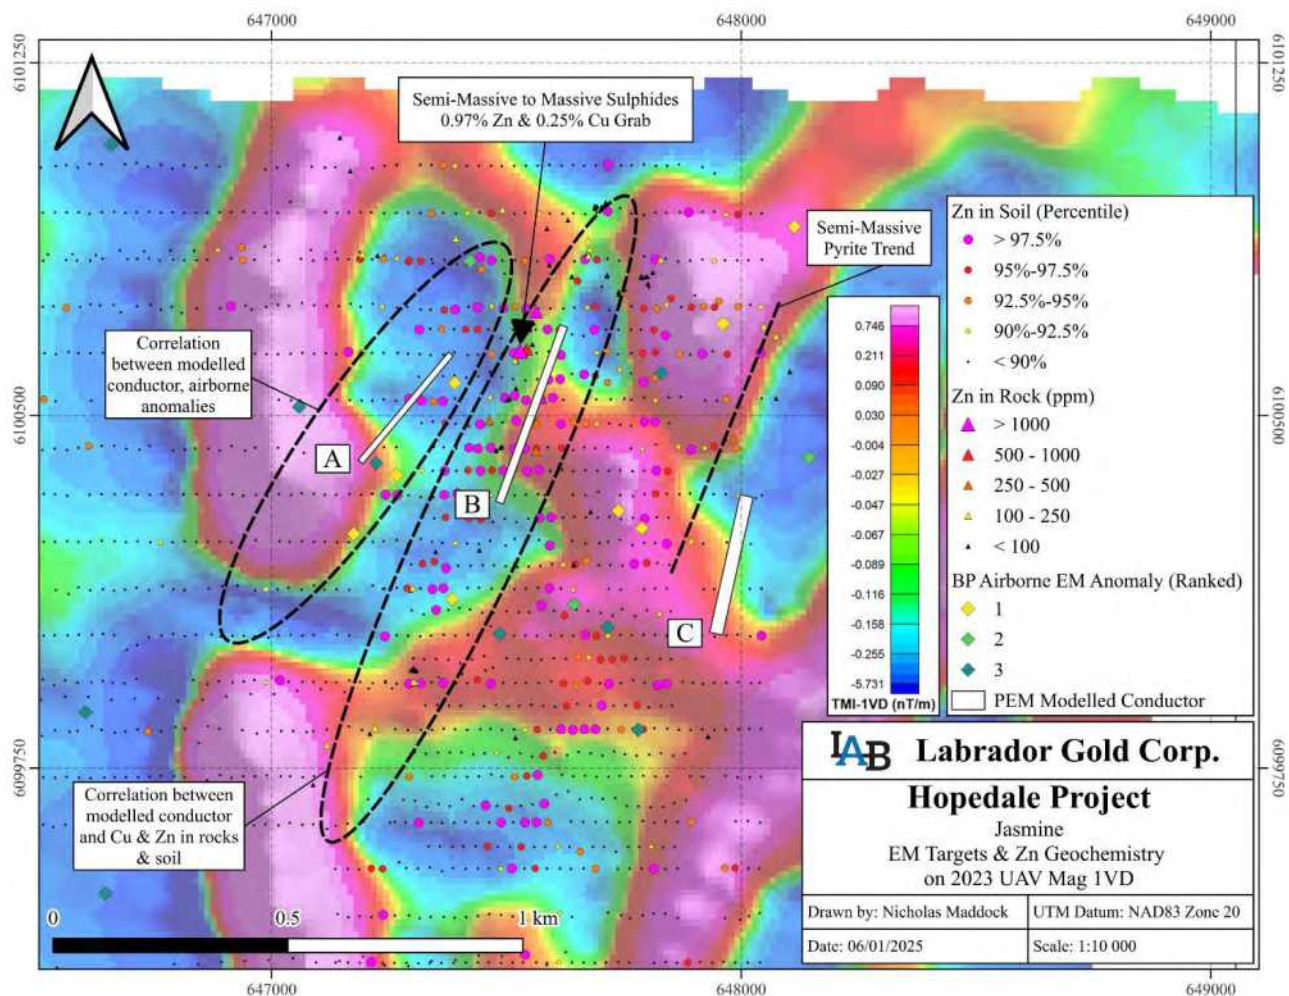 647000
648000
649000
6101250
6101250
Semi-Massive to Massive Sulphides
0.97% Zn & 0.25% Cu Grab
Semi-Massive
Pyrite Trend
Zn in Soil (Percentile)
> 97.5%
95%-97.5%
92.5%-95%
90%-92.5%
< 90%
Zn in Rock (ppm)
> 1000
500 - 1000
250 - 500
100 - 250
< 100
BP Airborne EM Anomaly (Ranked)
1
2
3
PEM Modelled Conductor
0.746
0.211
0.090
0.030
-0.004
-0.027
-0.047
-0.067
-0.089
-0.116
-0.158
-0.255
-5.731
TMI-1VD (nT/m)
Correlation
between modelled
conductor, airborne
anomalies
6100500
6100500
A
B
C
6099750
6099750
Correlation between
modelled conductor
and Cu & Zn in rocks
& soil
0
0.5
1 km
LAB Labrador Gold Corp.
Hopedale Project
Jasmine
EM Targets & Zn Geochemistry
on 2023 UAV Mag 1VD
Drawn by: Nicholas Maddock
UTM Datum: NAD83 Zone 20
Date: 06/01/2025
Scale: 1:10 000
647000
648000
649000